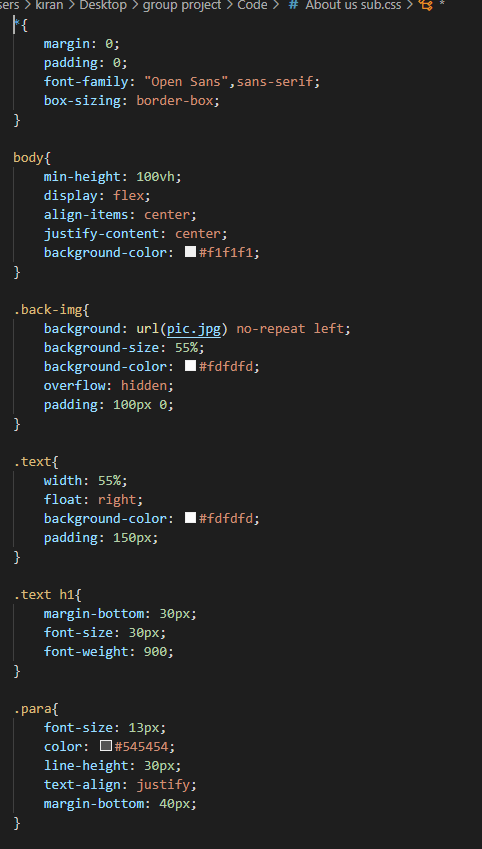 sers > kiran > Desktop > group project > Code > # About us sub.css > *
*{
    margin: 0;
    padding: 0;
    font-family: "Open Sans",sans-serif;
    box-sizing: border-box;
}
body{
    min-height: 100vh;
    display: flex;
    align-items: center;
    justify-content: center;
    background-color: #f1f1f1;
}
.back-img{
    background: url(pic.jpg) no-repeat left;
    background-size: 55%;
    background-color: #fdfdfd;
    overflow: hidden;
    padding: 100px 0;
}
.text{
    width: 55%;
    float: right;
    background-color: #fdfdfd;
    padding: 150px;
}
.text h1{
    margin-bottom: 30px;
    font-size: 30px;
    font-weight: 900;
}
.para{
    font-size: 13px;
    color: #545454;
    line-height: 30px;
    text-align: justify;
    margin-bottom: 40px;
}